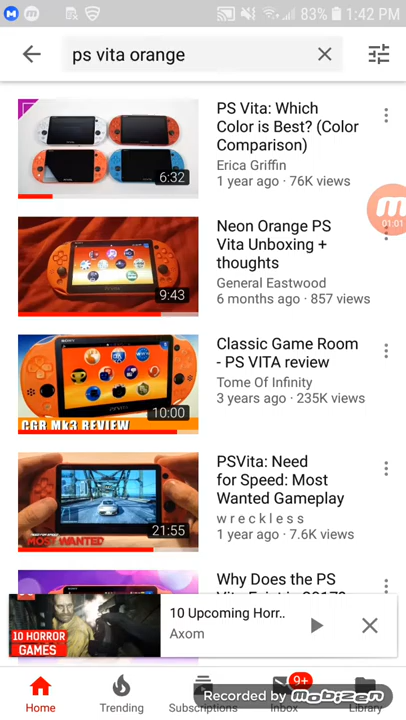 83% 1:42 PM
ps vita orange
PS Vita: Which
Color is Best? (Color
Comparison)
Erica Griffin
1 year ago · 76K views
6:32
01:01
Neon Orange PS
Vita Unboxing +
thoughts
General Eastwood
6 months ago · 857 views
9:43
Classic Game Room
- PS VITA review
Tome Of Infinity
3 years ago · 235K views
10:00
CGR Mk3 REVIEW
PSVita: Need
for Speed: Most
Wanted Gameplay
w r e c k l e s s
1 year ago · 7.6K views
21:55
MOST WANTED
Why Does the PS
10 Upcoming Horr..
Axom
10 HORROR
GAMES
9+
Home
Trending
Subscriptions
Inbox
Library
Recorded by mobizen